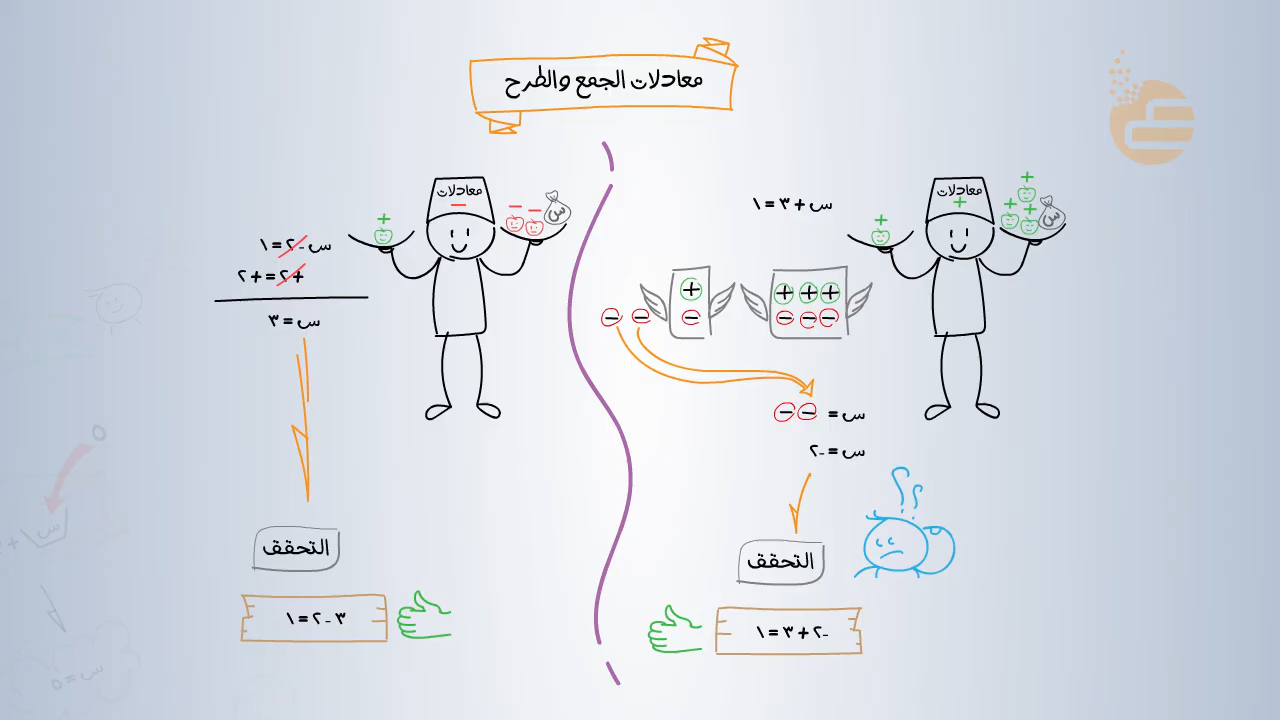 معادلات الجمع والطرح
معادلات
+
س
س + ٣ = ١
س =
س = -٢
التحقق
-٢ + ٣ = ١
معادلات
−
س
س - ٢ = ١
+ ٢ = + ٢
س = ٣
التحقق
٣ - ٢ = ١
س +
س = ٥